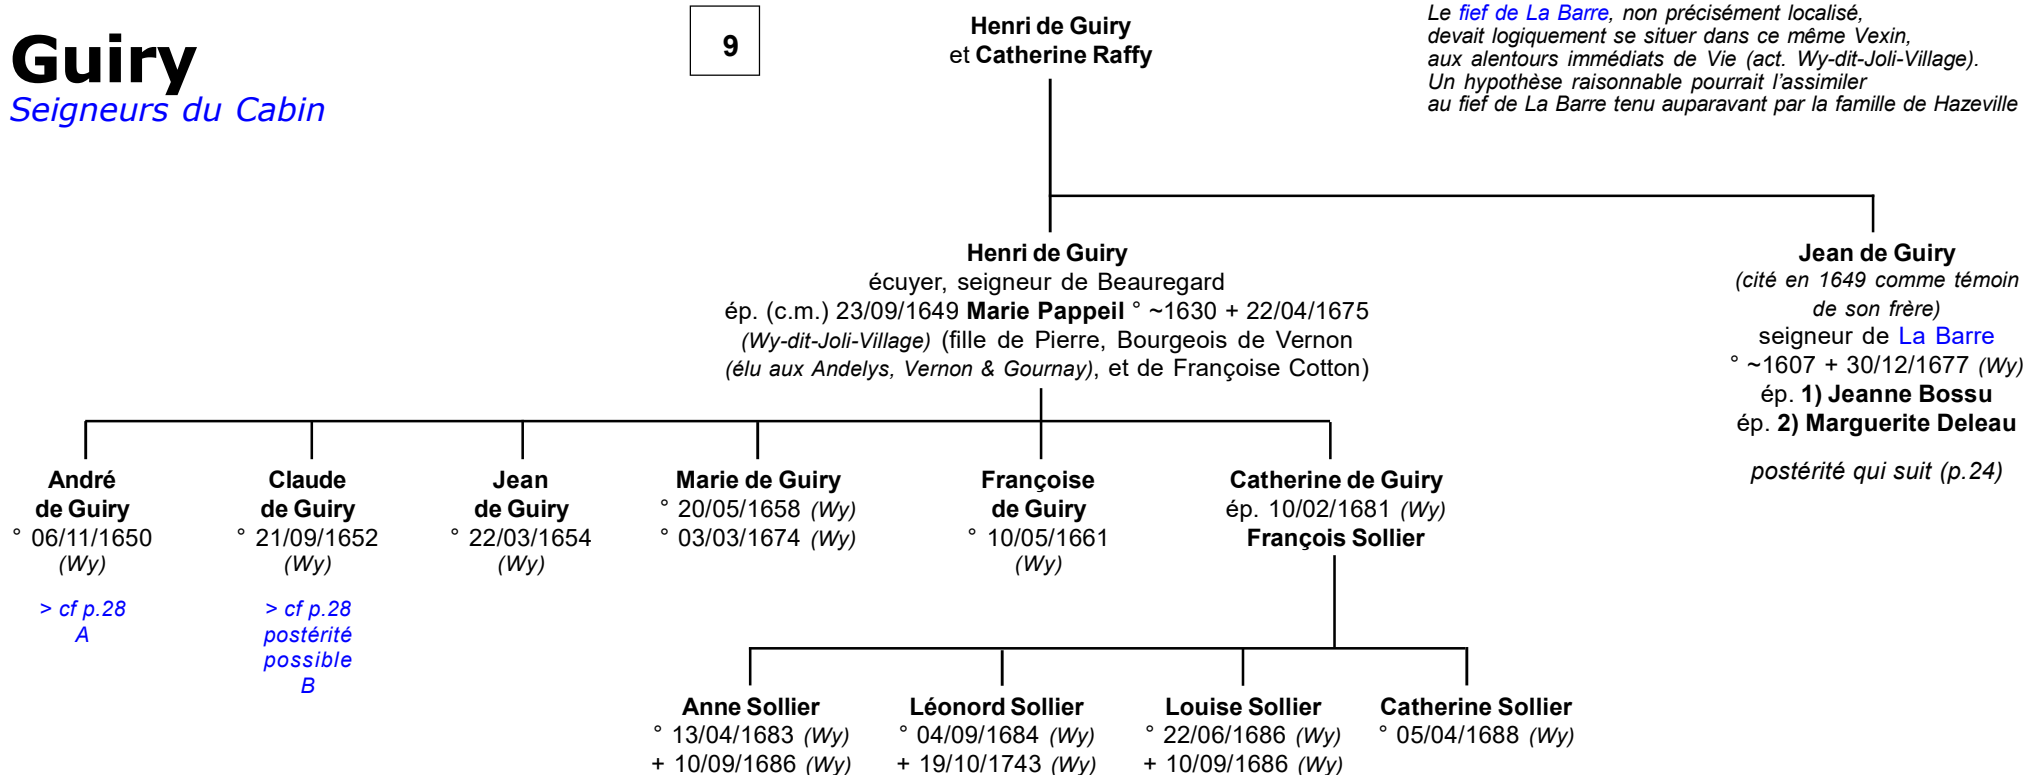 Guiry
Seigneurs du Cabin
9
Henri de Guiry
et Catherine Raffy
Le fief de La Barre, non précisément localisé,
devait logiquement se situer dans ce même Vexin,
aux alentours immédiats de Vie (act. Wy-dit-Joli-Village).
Un hypothèse raisonnable pourrait l'assimiler
au fief de La Barre tenu auparavant par la famille de Hazeville
Henri de Guiry
écuyer, seigneur de Beauregard
ép. (c.m.) 23/09/1649 Marie Pappeil ° ~1630 + 22/04/1675
(Wy-dit-Joli-Village) (fille de Pierre, Bourgeois de Vernon
(élu aux Andelys, Vernon & Gournay), et de Françoise Cotton)
Jean de Guiry
(cité en 1649 comme témoin
de son frère)
seigneur de La Barre
° ~1607 + 30/12/1677 (Wy)
ép. 1) Jeanne Bossu
ép. 2) Marguerite Deleau
postérité qui suit (p.24)
André
de Guiry
° 06/11/1650
(Wy)
> cf p.28
A
Claude
de Guiry
° 21/09/1652
(Wy)
> cf p.28
postérité
possible
B
Jean
de Guiry
° 22/03/1654
(Wy)
Marie de Guiry
° 20/05/1658 (Wy)
° 03/03/1674 (Wy)
Françoise
de Guiry
° 10/05/1661
(Wy)
Catherine de Guiry
ép. 10/02/1681 (Wy)
François Sollier
Anne Sollier
° 13/04/1683 (Wy)
+ 10/09/1686 (Wy)
Léonord Sollier
° 04/09/1684 (Wy)
+ 19/10/1743 (Wy)
Louise Sollier
° 22/06/1686 (Wy)
+ 10/09/1686 (Wy)
Catherine Sollier
° 05/04/1688 (Wy)